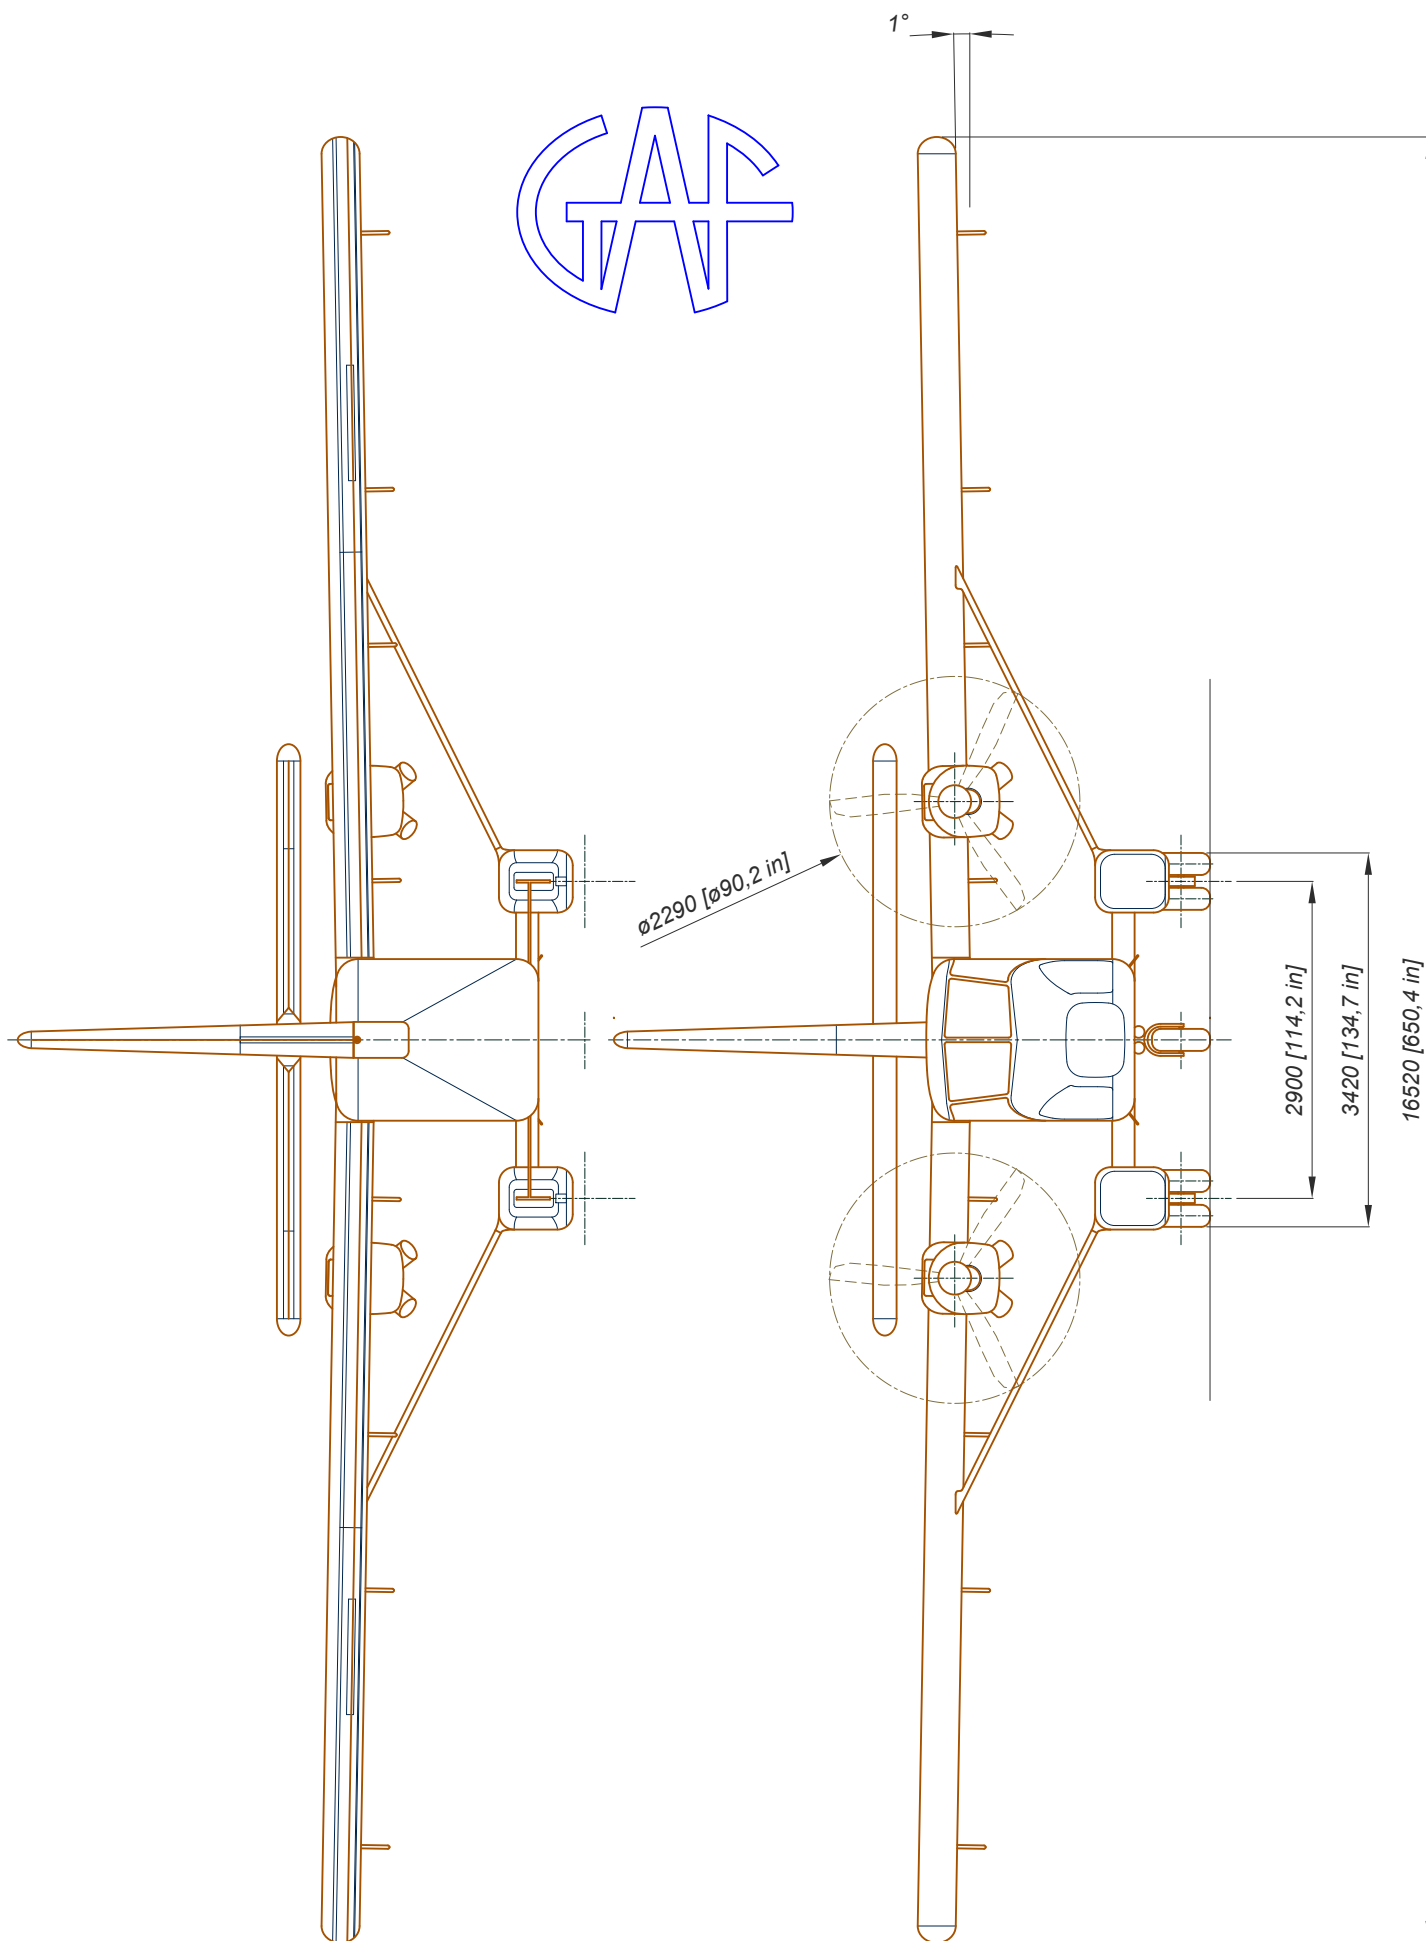 1°
GAF
ø2290 [ø90,2 in]
2900 [114,2 in]
3420 [134,7 in]
16520 [650,4 in]